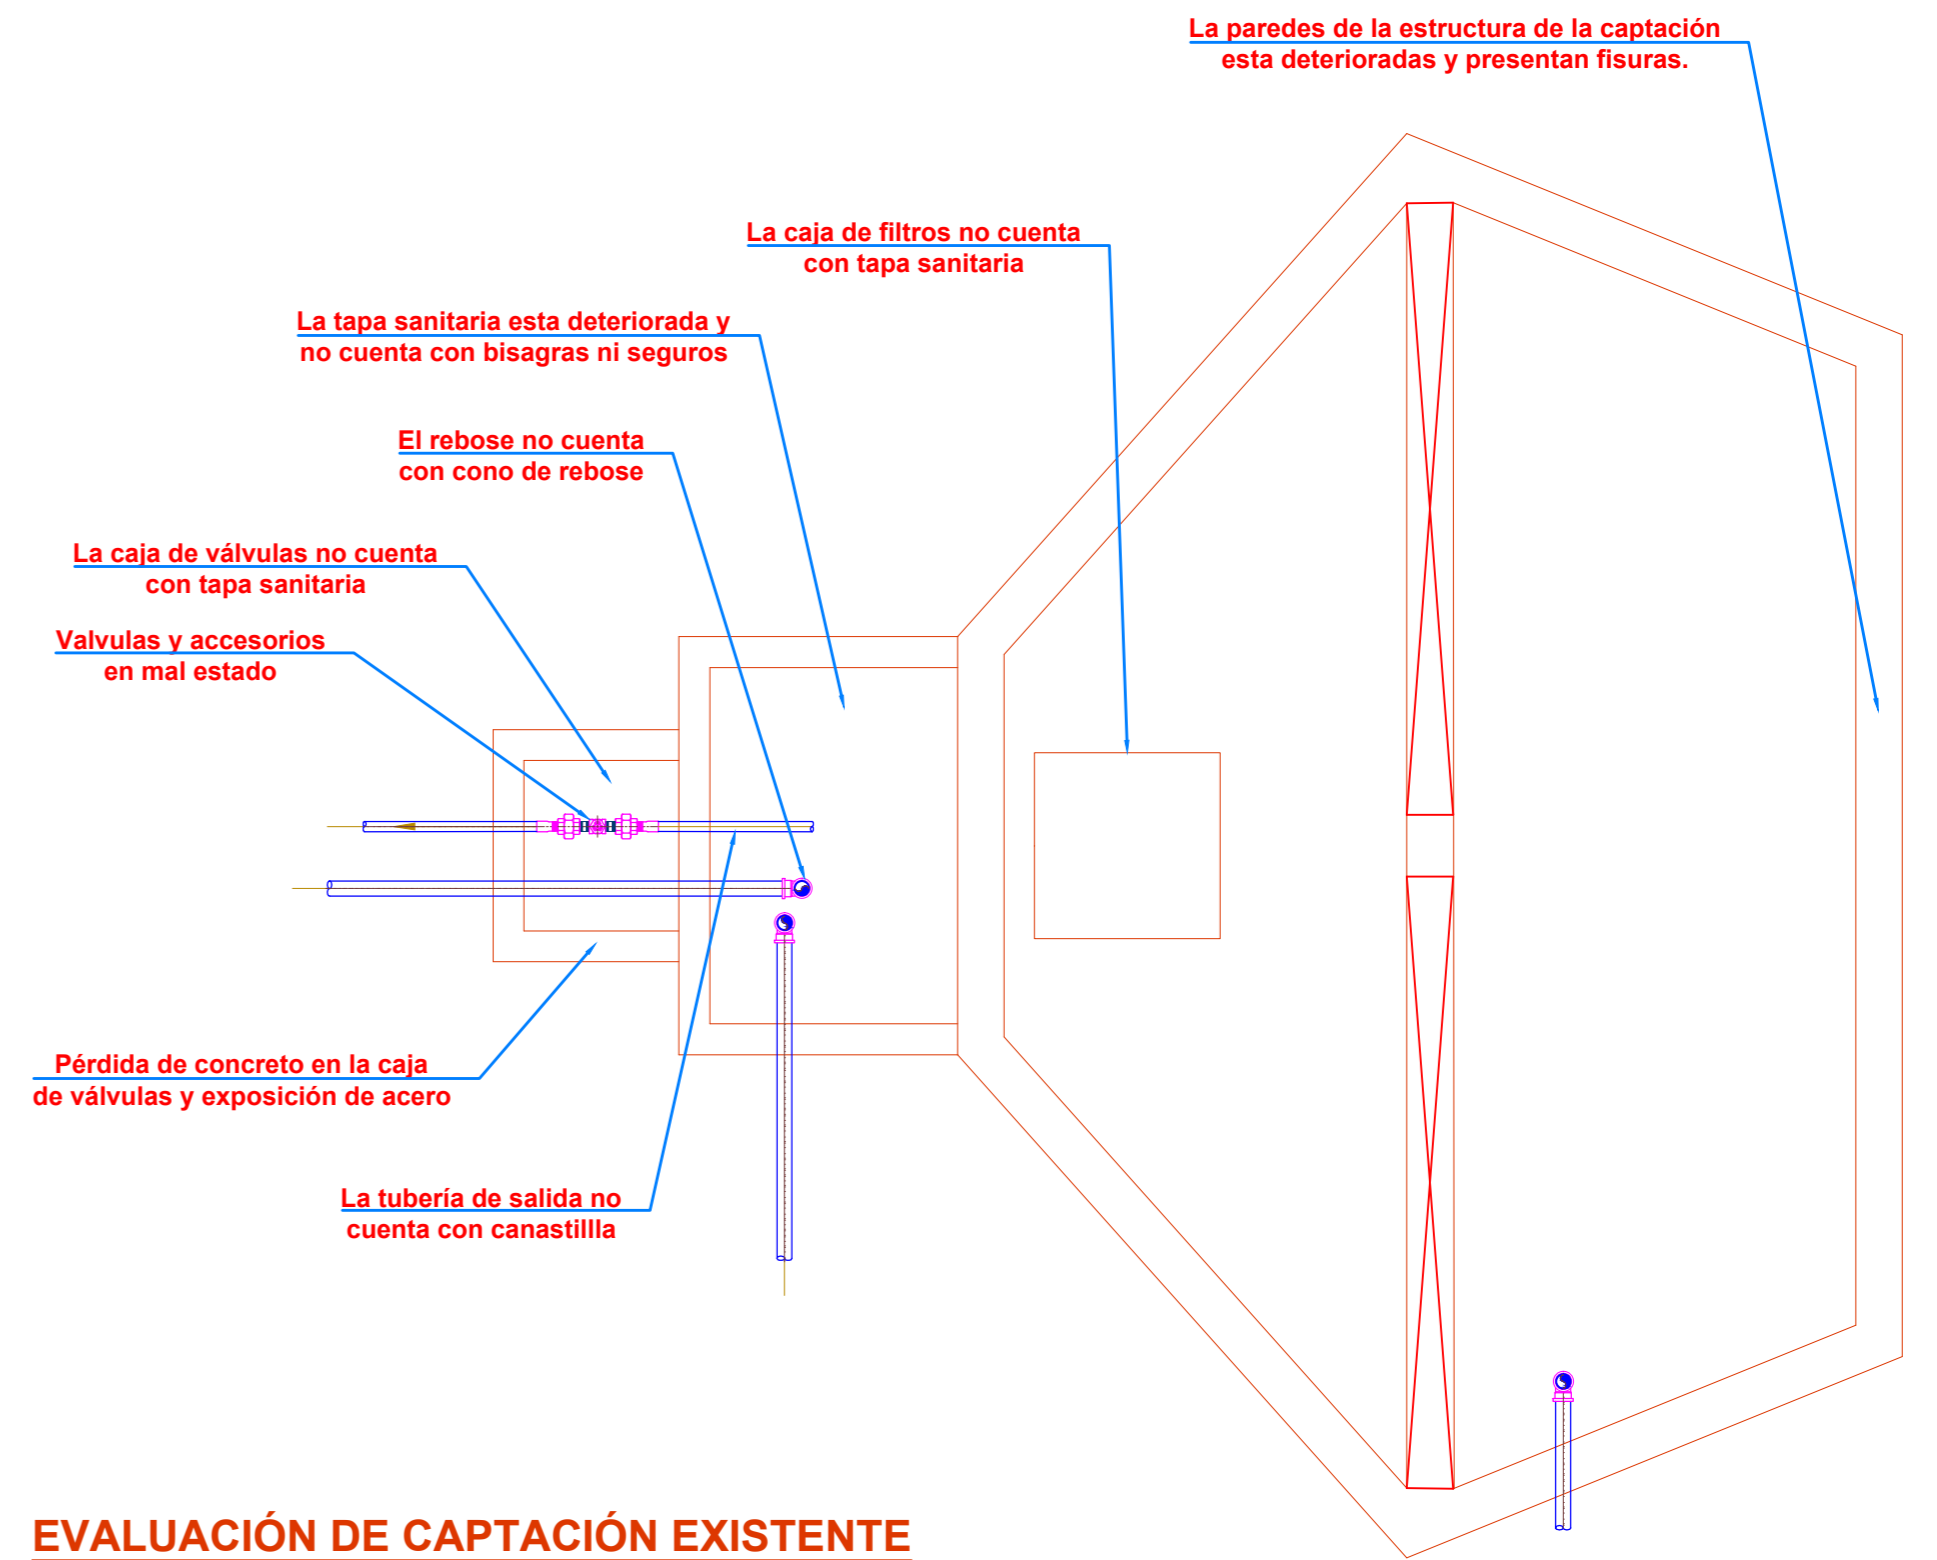 La paredes de la estructura de la captación
esta deterioradas y presentan fisuras.
La caja de filtros no cuenta
con tapa sanitaria
La tapa sanitaria esta deteriorada y
no cuenta con bisagras ni seguros
El rebose no cuenta
con cono de rebose
La caja de válvulas no cuenta
con tapa sanitaria
Valvulas y accesorios
en mal estado
Pérdida de concreto en la caja
de válvulas y exposición de acero
La tubería de salida no
cuenta con canastillla
EVALUACIÓN DE CAPTACIÓN EXISTENTE